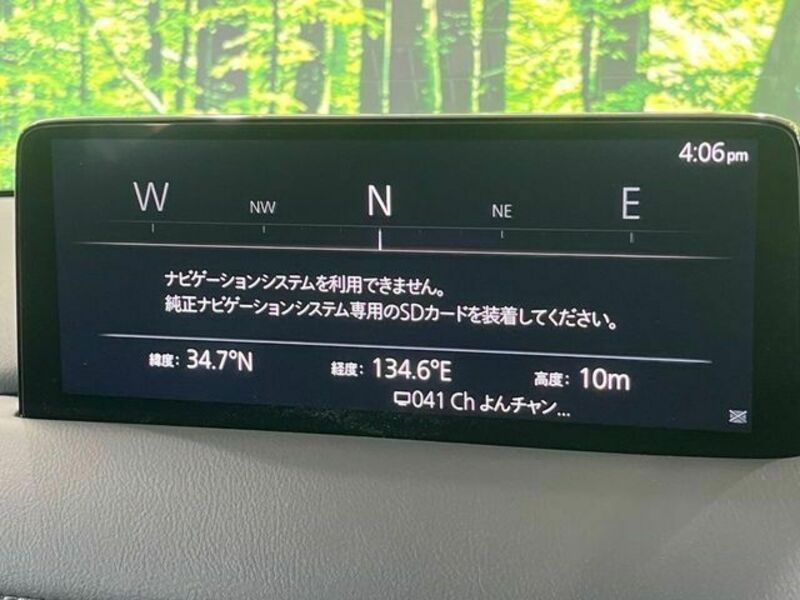 4:06pm
W NW N NE E
ナビゲーションシステムを利用できません。
純正ナビゲーションシステム専用のSDカードを装着してください。
緯度: 34.7°N 経度: 134.6°E 高度: 10m
041 Ch よんチャン...